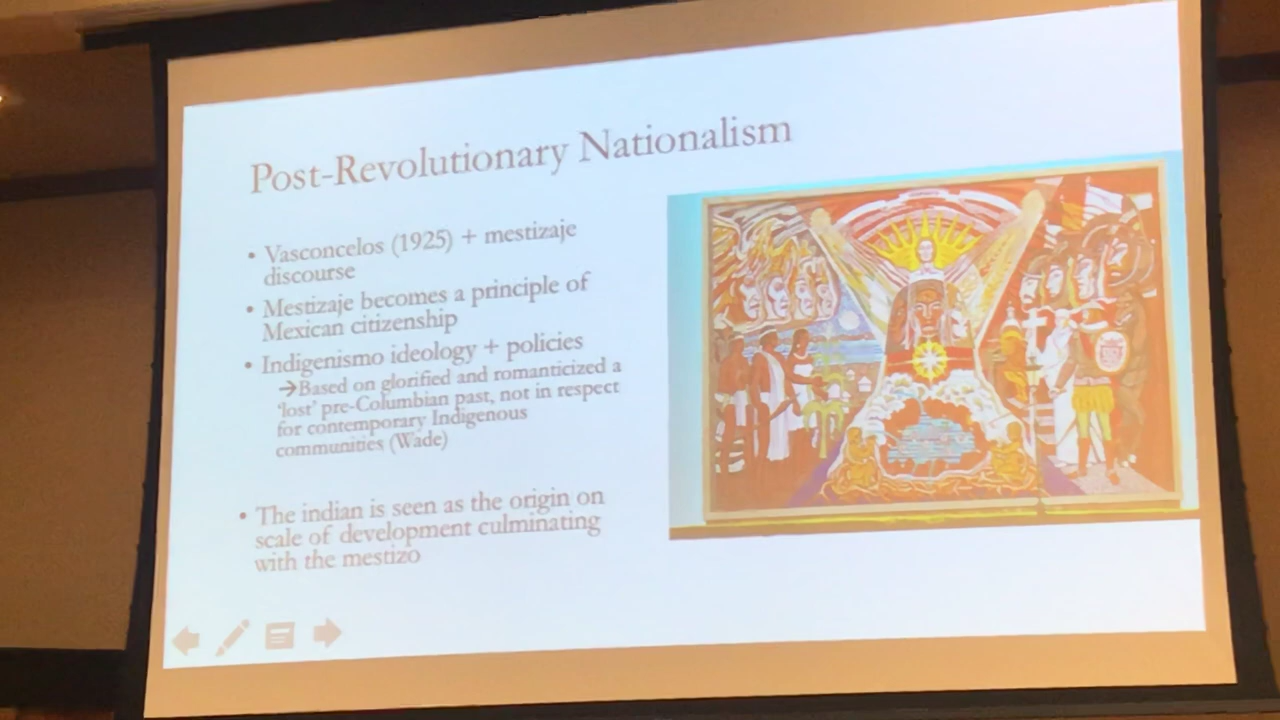 Post-Revolutionary Nationalism
• Vasconcelos (1925) + mestizaje
discourse
• Mestizaje becomes a principle of
Mexican citizenship
• Indigenismo ideology + policies
→Based on glorified and romanticized a
'lost' pre-Columbian past, not in respect
for contemporary Indigenous
communities (Wade)
• The indian is seen as the origin on
scale of development culminating
with the mestizo